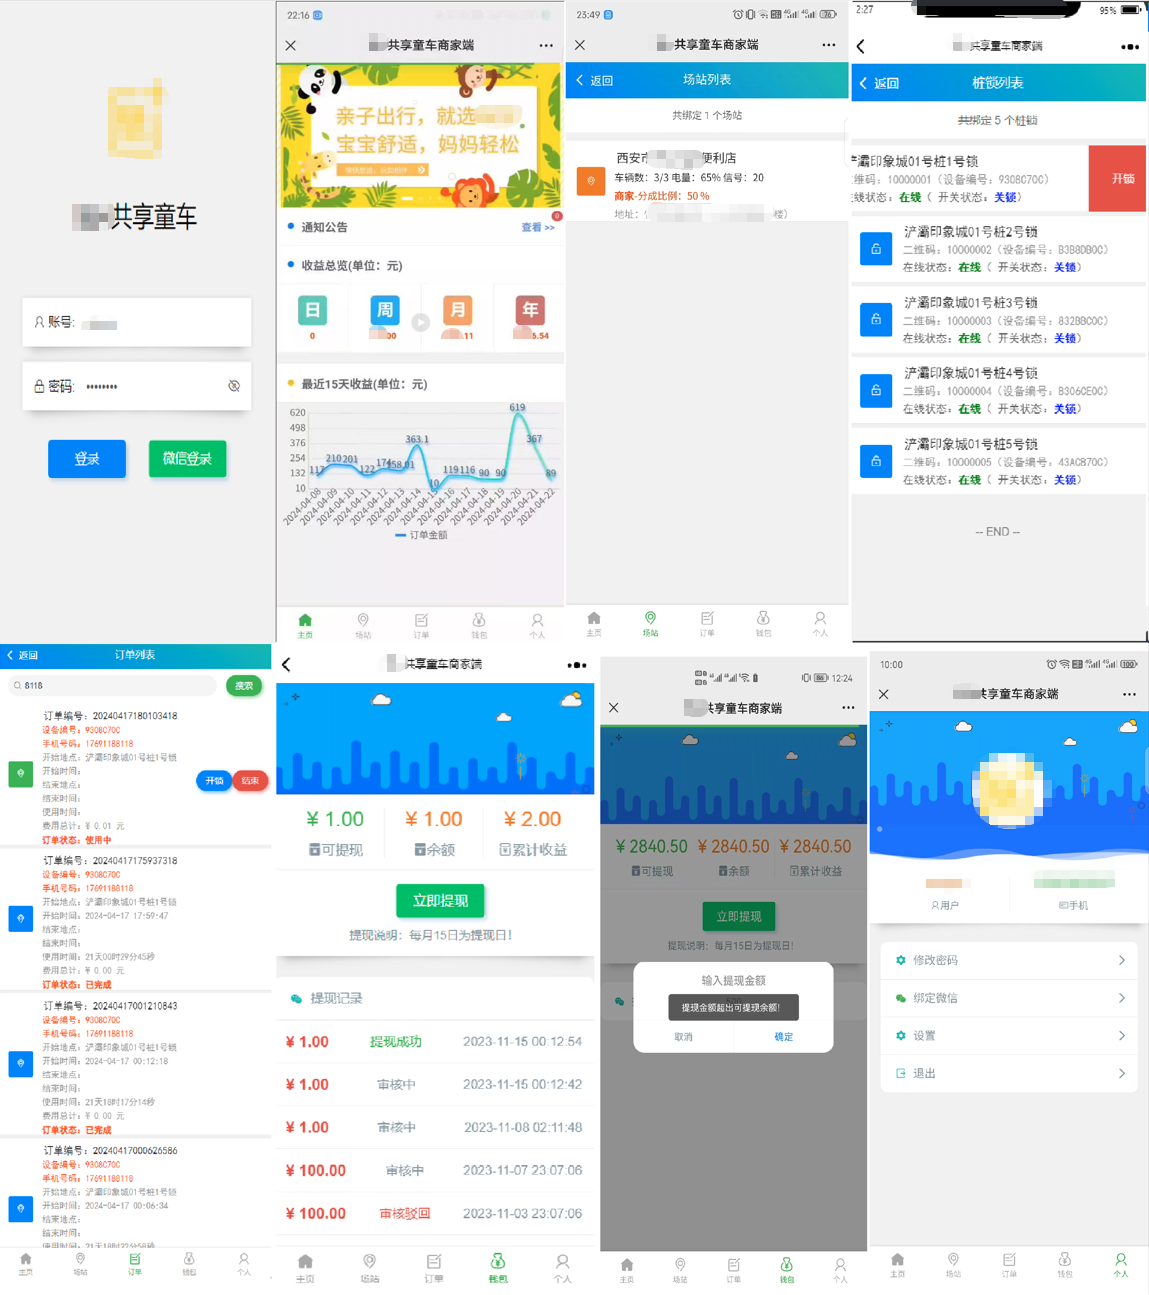 共享童车
账号:
密码: ••••••••
登录
微信登录
22:16
共享童车商家端
亲子出行，就选
宝宝舒适，妈妈轻松
通知公告
查看 >>
0
收益总览(单位：元)
日
周
月
年
0
00
.11
5.54
最近15天收益(单位：元)
620
498
376
254
132
10
117
210
201
122
174
158.01
363.1
10
119
116
90
90
619
367
89
2024-04-08
2024-04-09
2024-04-10
2024-04-11
2024-04-12
2024-04-13
2024-04-14
2024-04-15
2024-04-16
2024-04-17
2024-04-18
2024-04-19
2024-04-20
2024-04-21
2024-04-22
订单金额
主页
场站
订单
钱包
个人
23:49
76
共享童车商家端
返回
场站列表
共绑定 1 个场站
西安市
便利店
车辆数：3/3 电量：65% 信号：20
商家-分成比例：50 %
地址：
楼）
主页
场站
订单
钱包
个人
2:27
95%
共享童车商家端
返回
桩锁列表
共绑定 5 个桩锁
灞印象城01号桩1号锁
二维码：10000001（设备编号：9308C70C）
线状态：在线（ 开关状态：关锁）
开锁
浐灞印象城01号桩2号锁
二维码：10000002（设备编号：B3B8DB0C）
在线状态：在线（ 开关状态：关锁）
浐灞印象城01号桩3号锁
二维码：10000003（设备编号：832BBC0C）
在线状态：在线（ 开关状态：关锁）
浐灞印象城01号桩4号锁
二维码：10000004（设备编号：B306CE0C）
在线状态：在线（ 开关状态：关锁）
浐灞印象城01号桩5号锁
二维码：10000005（设备编号：43ACB70C）
在线状态：在线（ 开关状态：关锁）
-- END --
返回
订单列表
8118
搜索
订单编号：20240417180103418
设备编号：9308C70C
手机号码：17691188118
开始地点：浐灞印象城01号桩1号锁
开始时间：
结束地点：
结束时间：
使用时间：
费用总计：¥ 0.01 元
订单状态：使用中
开锁
结束
订单编号：20240417175937318
设备编号：9308C70C
手机号码：17691188118
开始地点：浐灞印象城01号桩1号锁
开始时间：2024-04-17 17:59:47
结束地点：
结束时间：
使用时间：21天00时29分45秒
费用总计：¥ 0.00 元
订单状态：已完成
订单编号：20240417001210843
设备编号：9308C70C
手机号码：17691188118
开始地点：浐灞印象城01号桩1号锁
开始时间：2024-04-17 00:12:18
结束地点：
结束时间：
使用时间：21天18时17分14秒
费用总计：¥ 0.00 元
订单状态：已完成
订单编号：20240417000626586
设备编号：9308C70C
手机号码：17691188118
开始地点：浐灞印象城01号桩1号锁
开始时间：2024-04-17 00:06:34
结束地点：
结束时间：
主页
场站
订单
钱包
个人
共享童车商家端
¥ 1.00
¥ 1.00
¥ 2.00
可提现
余额
累计收益
立即提现
提现说明：每月15日为提现日！
提现记录
¥ 1.00 提现成功 2023-11-15 00:12:54
¥ 1.00 审核中 2023-11-15 00:12:42
¥ 1.00 审核中 2023-11-08 02:11:48
¥ 100.00 审核中 2023-11-07 23:07:06
¥ 100.00 审核驳回 2023-11-03 23:07:06
主页
场站
订单
钱包
个人
86
12:24
共享童车商家端
¥ 2840.50
¥ 2840.50
¥ 2840.50
可提现
余额
累计收益
立即提现
提现说明：每月15日为提现日！
输入提现金额
提现金额超出可提现余额！
取消
确定
主页
场站
订单
钱包
个人
10:00
100
共享童车商家端
用户
手机
修改密码
绑定微信
设置
退出
主页
场站
订单
钱包
个人